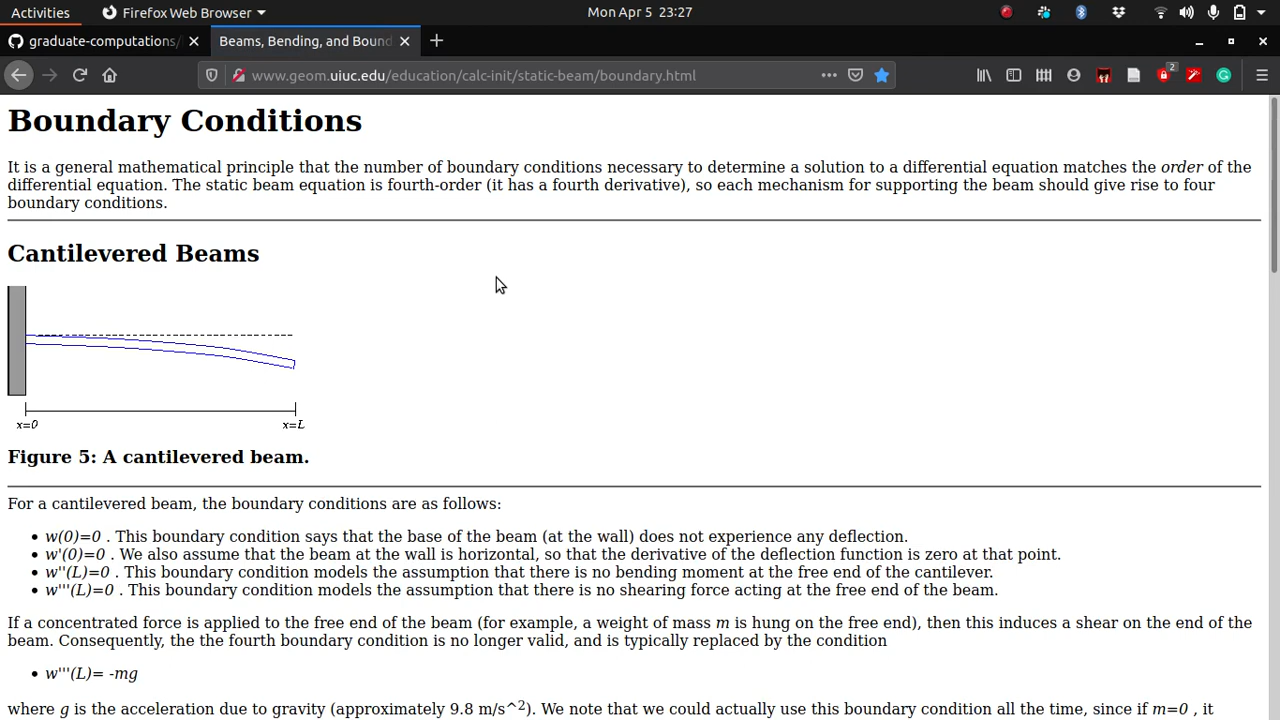 Activities Firefox Web Browser Mon Apr 5 23:27
graduate-computations/ Beams, Bending, and Bound
www.geom.uiuc.edu/education/calc-init/static-beam/boundary.html 2
Boundary Conditions
It is a general mathematical principle that the number of boundary conditions necessary to determine a solution to a differential equation matches the order of the
differential equation. The static beam equation is fourth-order (it has a fourth derivative), so each mechanism for supporting the beam should give rise to four
boundary conditions.
Cantilevered Beams
x=0 x=L
Figure 5: A cantilevered beam.
For a cantilevered beam, the boundary conditions are as follows:
• w(0)=0 . This boundary condition says that the base of the beam (at the wall) does not experience any deflection.
• w'(0)=0 . We also assume that the beam at the wall is horizontal, so that the derivative of the deflection function is zero at that point.
• w''(L)=0 . This boundary condition models the assumption that there is no bending moment at the free end of the cantilever.
• w'''(L)=0 . This boundary condition models the assumption that there is no shearing force acting at the free end of the beam.
If a concentrated force is applied to the free end of the beam (for example, a weight of mass m is hung on the free end), then this induces a shear on the end of the
beam. Consequently, the the fourth boundary condition is no longer valid, and is typically replaced by the condition
• w'''(L)= -mg
where g is the acceleration due to gravity (approximately 9.8 m/s^2). We note that we could actually use this boundary condition all the time, since if m=0 , it